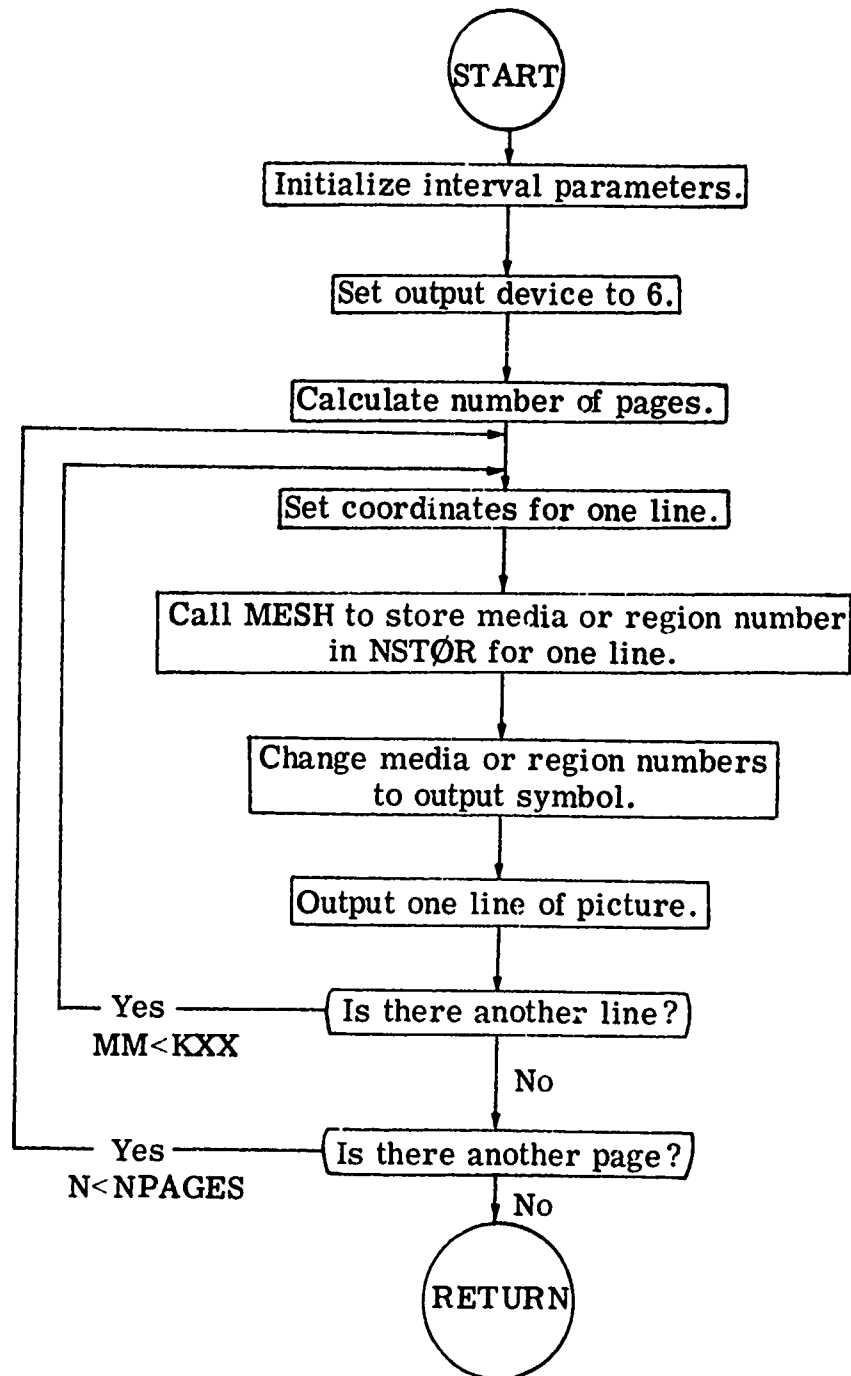 START
Initialize interval parameters.
Set output device to 6.
Calculate number of pages.
Set coordinates for one line.
Call MESH to store media or region number
in NSTØR for one line.
Change media or region numbers
to output symbol.
Output one line of picture.
Is there another line?
Yes
MM<KXX
No
Is there another page?
Yes
N<NPAGES
No
RETURN